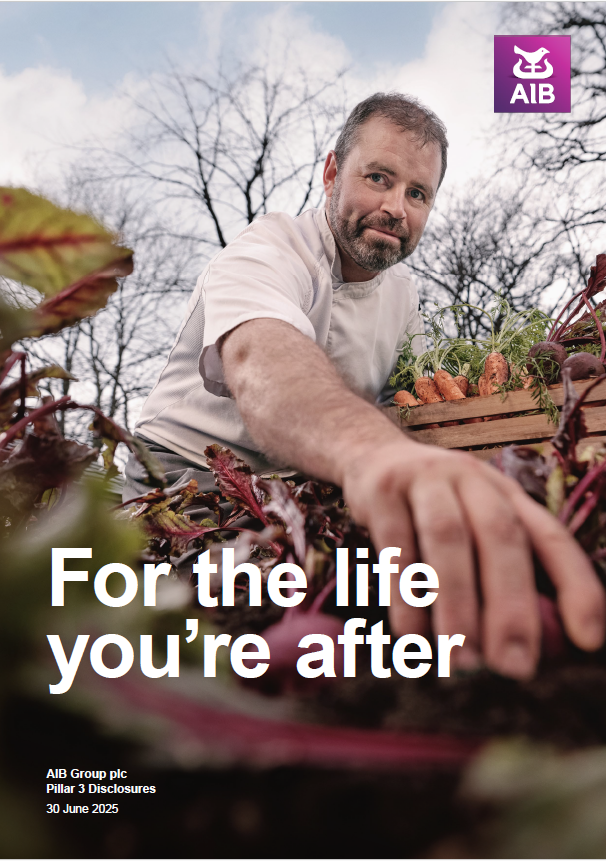 AIB
For the life
you’re after
AIB Group plc
Pillar 3 Disclosures
30 June 2025